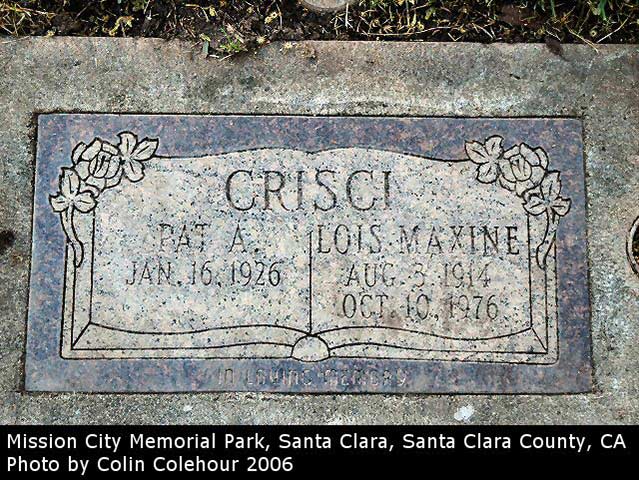 CRISCI
PAT A.
JAN. 16, 1926
LOIS MAXINE
AUG. 3, 1914
OCT. 10, 1976
IN LOVING MEMORY
Mission City Memorial Park, Santa Clara, Santa Clara County, CA
Photo by Colin Colehour 2006